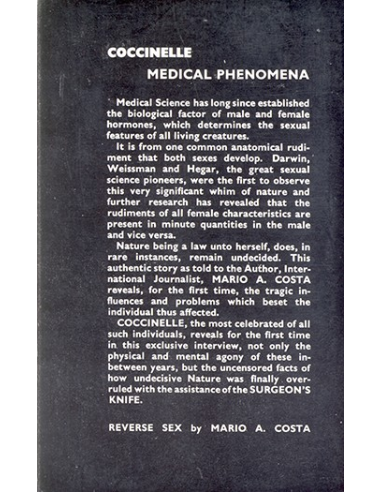 COCCINELLE
MEDICAL PHENOMENA
Medical Science has long since established
the biological factor of male and female
hormones, which determines the sexual
features of all living creatures.
It is from one common anatomical rudi-
ment that both sexes develop. Darwin,
Weissman and Hegar, the great sexual
science pioneers, were the first to observe
this very significant whim of nature and
further research has revealed that the
rudiments of all female characteristics are
present in minute quantities in the male
and vice versa.
Nature being a law unto herself, does, in
rare instances, remain undecided. This
authentic story as told to the Author, Inter-
national Journalist, MARIO A. COSTA
reveals, for the first time, the tragic in-
fluences and problems which beset the
individual thus affected.
COCCINELLE, the most celebrated of all
such individuals, reveals for the first time
in this exclusive interview, not only the
physical and mental agony of these in-
between years, but the uncensored facts of
how undecisive Nature was finally over-
ruled with the assistance of the SURGEON'S
KNIFE.
REVERSE SEX by MARIO A. COSTA